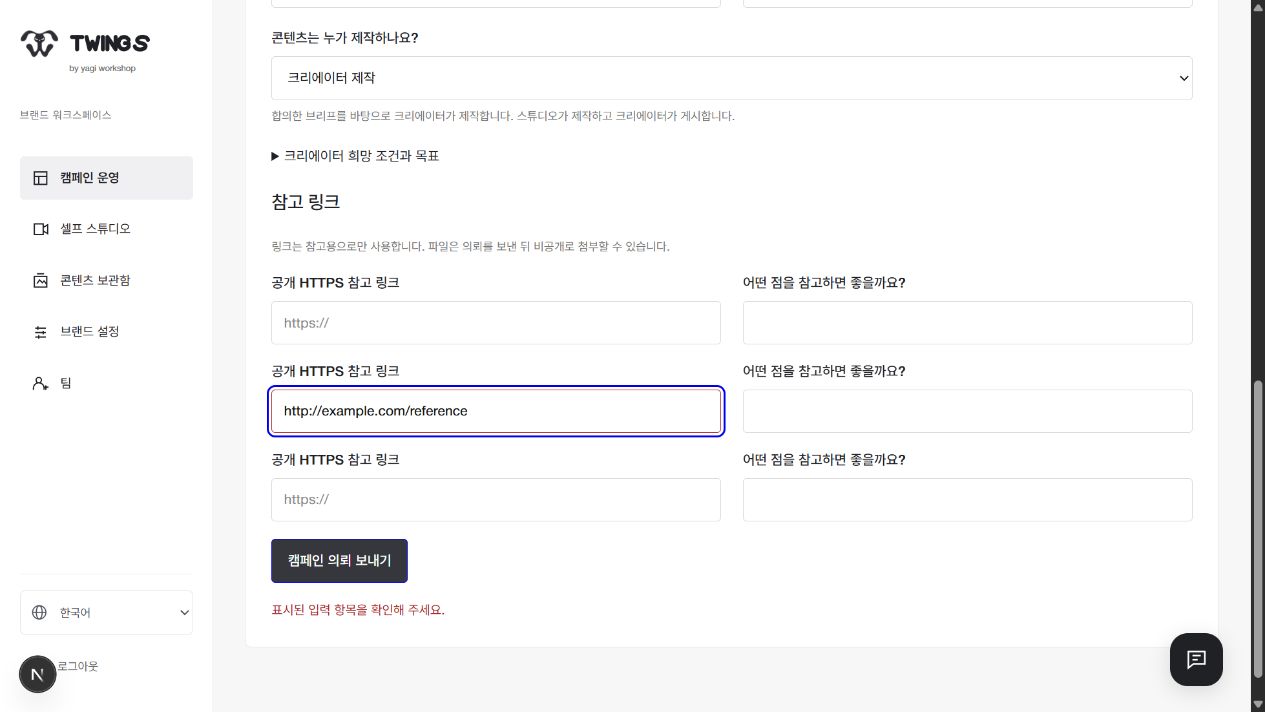 TWINGS
by yagi workshop
브랜드 워크스페이스
캠페인 운영
셀프 스튜디오
콘텐츠 보관함
브랜드 설정
팀
한국어
N
로그아웃
콘텐츠는 누가 제작하나요?
크리에이터 제작
합의한 브리프를 바탕으로 크리에이터가 제작합니다. 스튜디오가 제작하고 크리에이터가 게시합니다.
크리에이터 희망 조건과 목표
참고 링크
링크는 참고용으로만 사용합니다. 파일은 의뢰를 보낸 뒤 비공개로 첨부할 수 있습니다.
공개 HTTPS 참고 링크 어떤 점을 참고하면 좋을까요?
https://
공개 HTTPS 참고 링크 어떤 점을 참고하면 좋을까요?
http://example.com/reference
공개 HTTPS 참고 링크 어떤 점을 참고하면 좋을까요?
https://
캠페인 의뢰 보내기
표시된 입력 항목을 확인해 주세요.